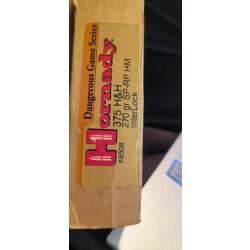 Dangerous Game Series
Hornady
375 H&H
270 gr SP-RP HM
InterLock
#8508